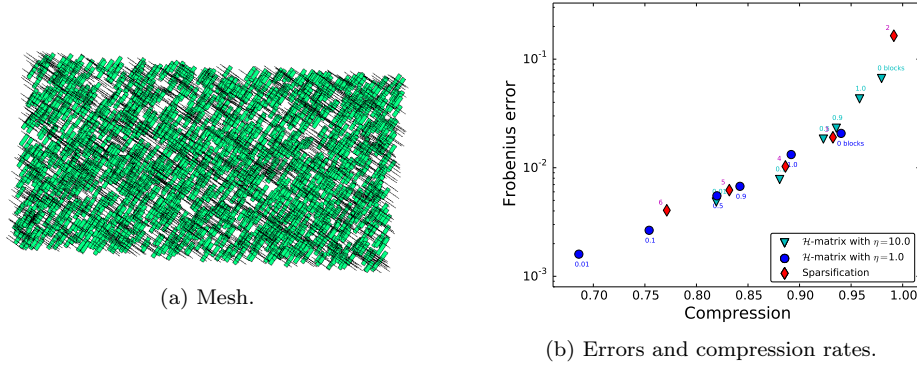 (a) Mesh.
Frobenius error
10⁻¹
10⁻²
10⁻³
2
0 blocks
1.0
0.9
0 blocks
4
1.0
5
0.9
0.5
6
0.1
0.01
ℋ-matrix with η=10.0
ℋ-matrix with η=1.0
Sparsification
0.70 0.75 0.80 0.85 0.90 0.95 1.00
Compression
(b) Errors and compression rates.